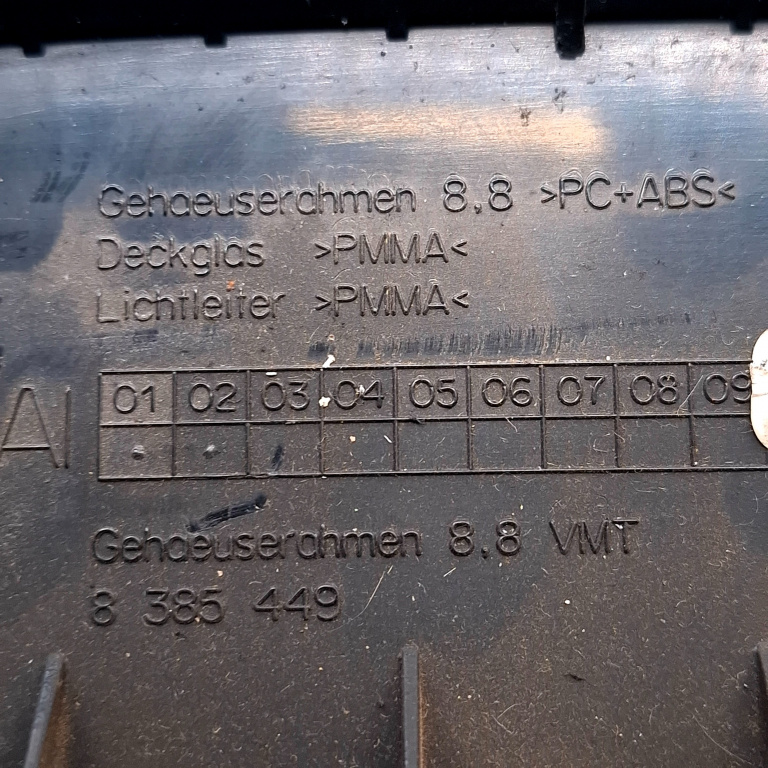 Gehaeuserahmen 8,8 >PC+ABS<
Deckglas >PMMA<
Lichtleiter >PMMA<
AI 01 02 03 04 05 06 07 08 09
Gehaeuserahmen 8.8 VMT
8 385 449